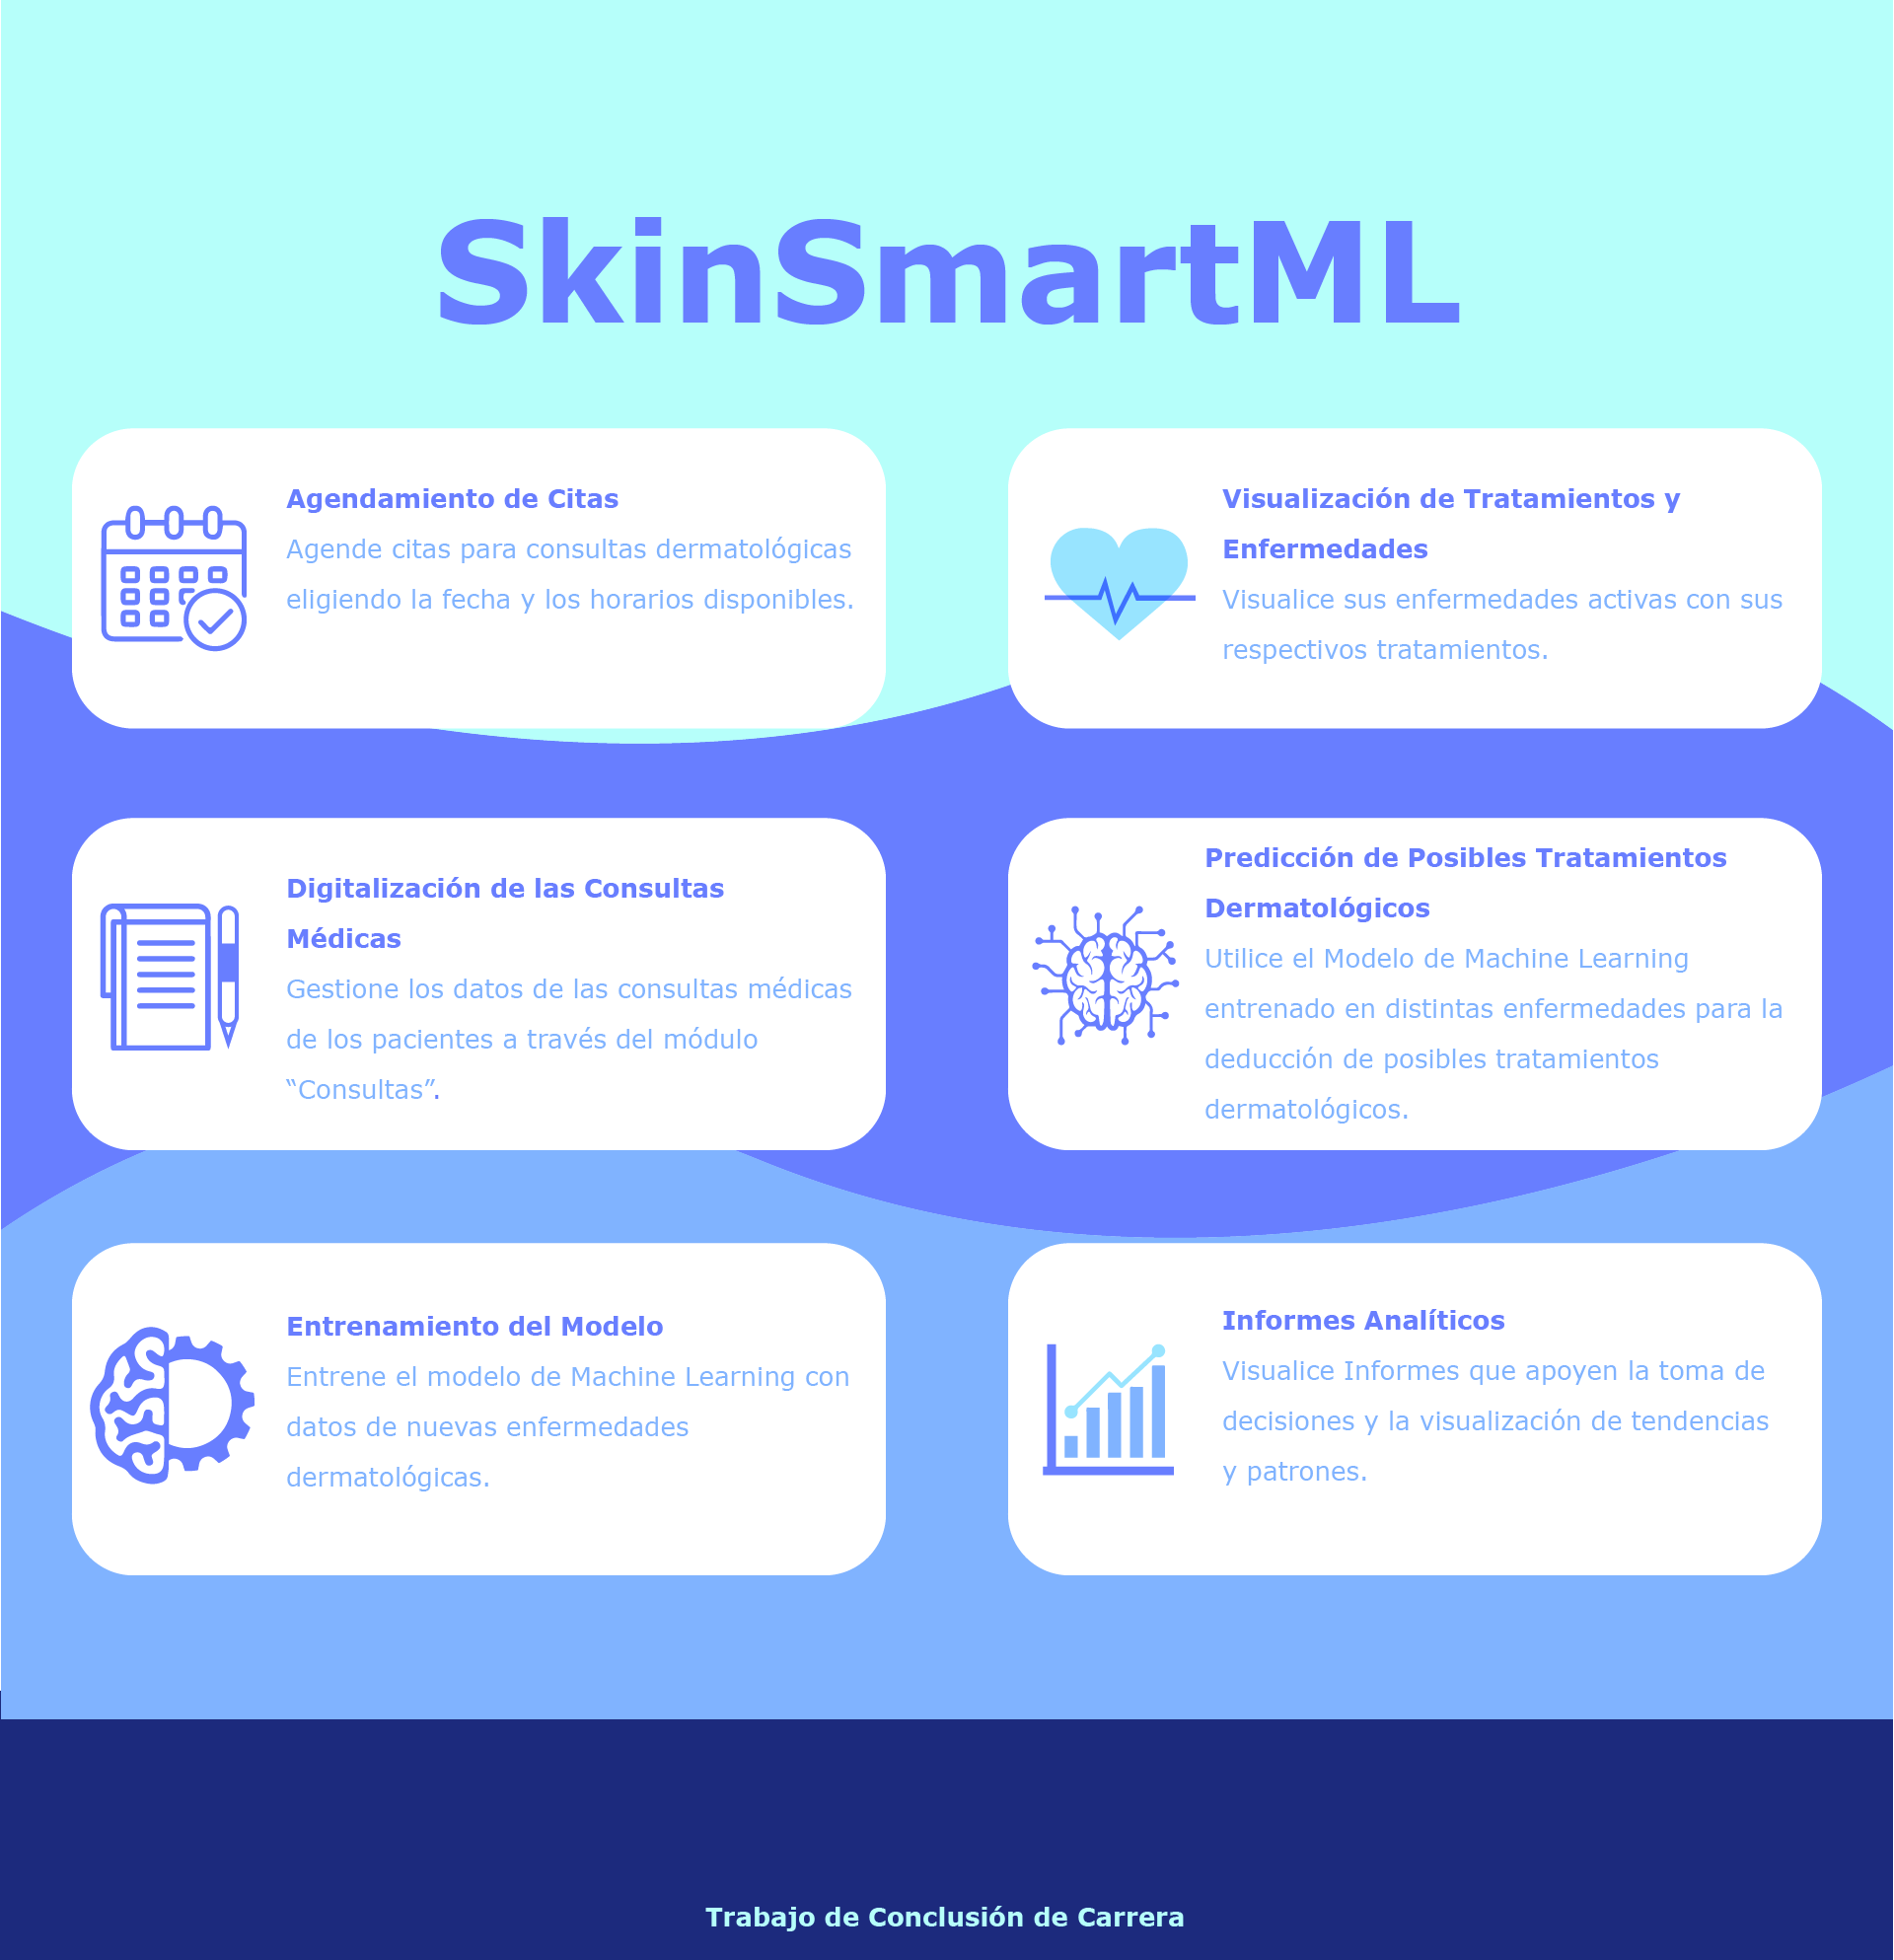 SkinSmartML
Agendamiento de Citas
Agende citas para consultas dermatológicas
eligiendo la fecha y los horarios disponibles.
Visualización de Tratamientos y
Enfermedades
Visualice sus enfermedades activas con sus
respectivos tratamientos.
Digitalización de las Consultas
Médicas
Gestione los datos de las consultas médicas
de los pacientes a través del módulo
“Consultas”.
Predicción de Posibles Tratamientos
Dermatológicos
Utilice el Modelo de Machine Learning
entrenado en distintas enfermedades para la
deducción de posibles tratamientos
dermatológicos.
Entrenamiento del Modelo
Entrene el modelo de Machine Learning con
datos de nuevas enfermedades
dermatológicas.
Informes Analíticos
Visualice Informes que apoyen la toma de
decisiones y la visualización de tendencias
y patrones.
Trabajo de Conclusión de Carrera